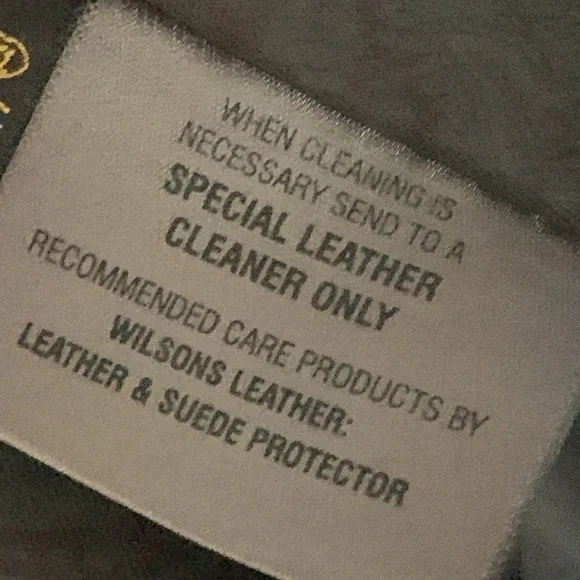 WHEN CLEANING IS
NECESSARY SEND TO A
SPECIAL LEATHER
CLEANER ONLY
RECOMMENDED CARE PRODUCTS BY
WILSONS LEATHER:
LEATHER & SUEDE PROTECTOR